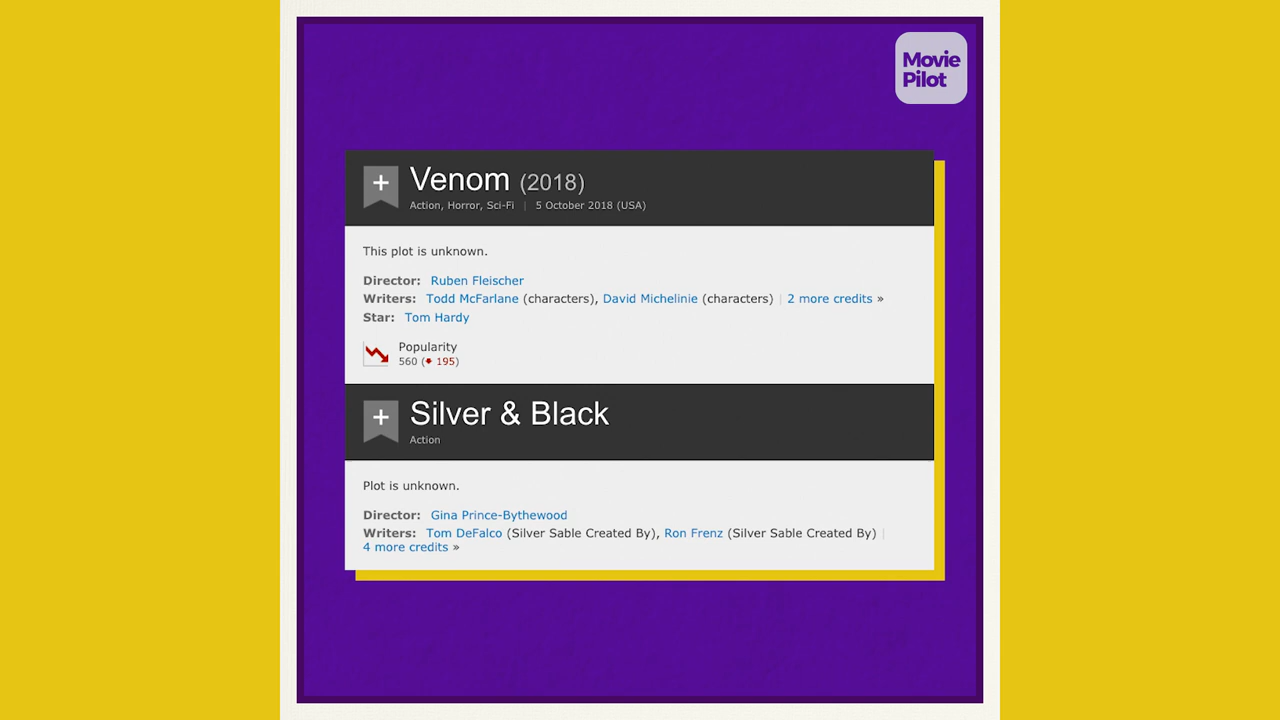 Movie
Pilot
+ Venom (2018)
Action, Horror, Sci-Fi | 5 October 2018 (USA)
This plot is unknown.
Director: Ruben Fleischer
Writers: Todd McFarlane (characters), David Michelinie (characters) | 2 more credits »
Star: Tom Hardy
Popularity
560 (195)
+ Silver & Black
Action
Plot is unknown.
Director: Gina Prince-Bythewood
Writers: Tom DeFalco (Silver Sable Created By), Ron Frenz (Silver Sable Created By) |
4 more credits »